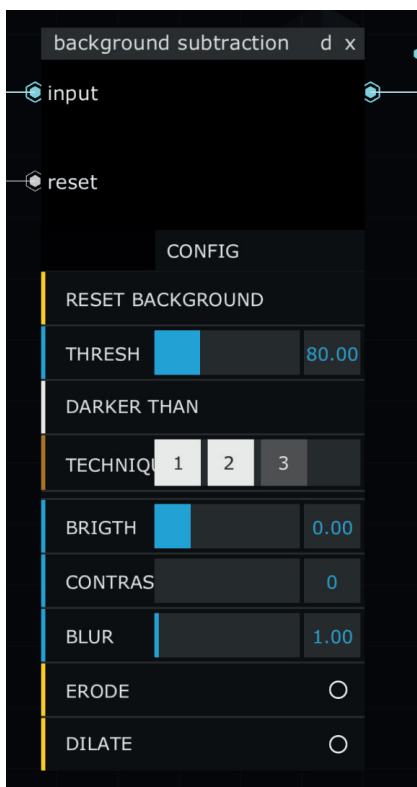 background subtraction d x
input
reset
CONFIG
RESET BACKGROUND
THRESH 80.00
DARKER THAN
TECHNIQU 1 2 3
BRIGTH 0.00
CONTRAS 0
BLUR 1.00
ERODE
DILATE